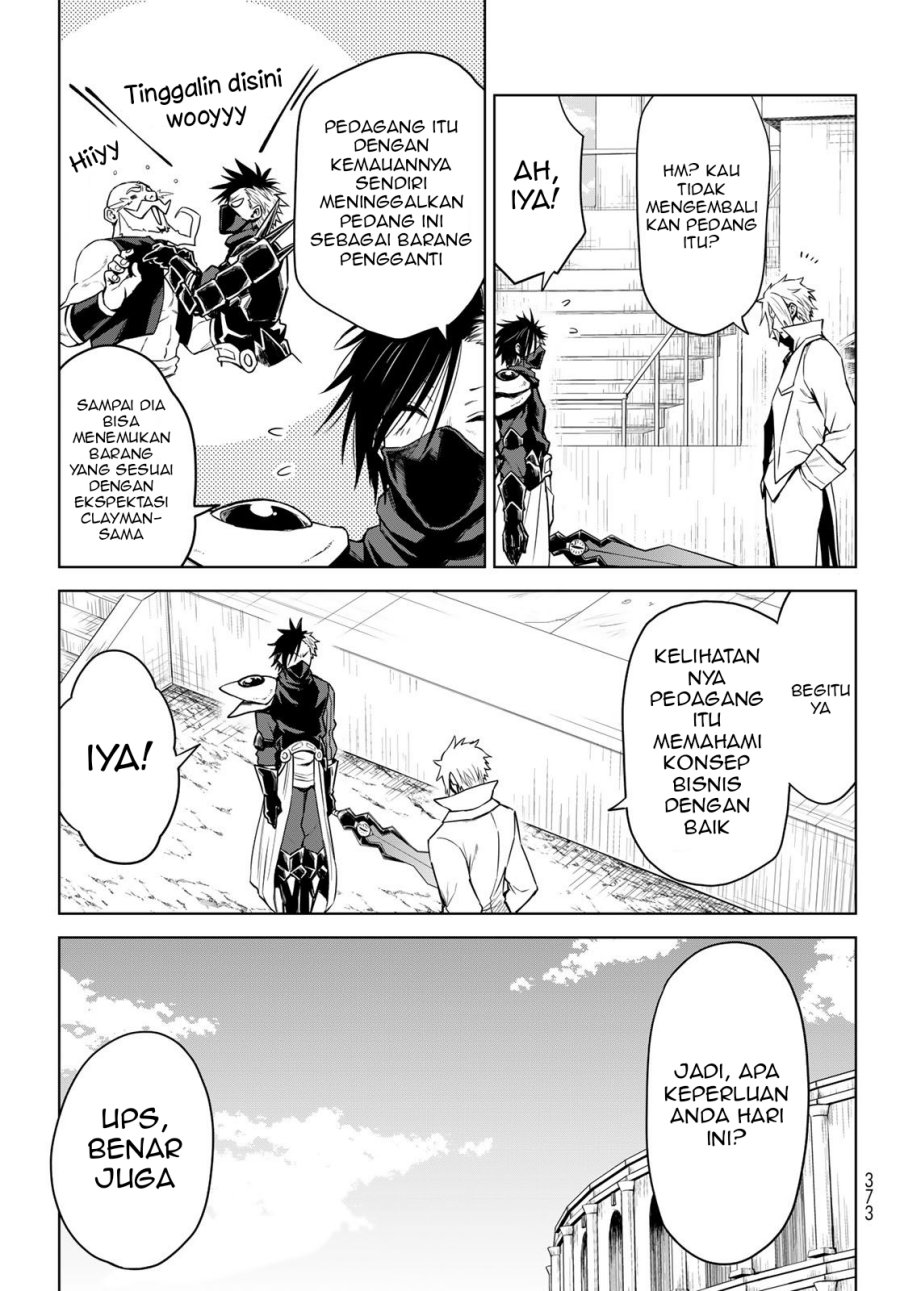 HM? KAU
TIDAK
MENGEMBALI
KAN PEDANG
ITU?
AH,
IYA!
PEDAGANG ITU
DENGAN
KEMAUANNYA
SENDIRI
MENINGGALKAN
PEDANG INI
SEBAGAI BARANG
PENGGANTI
Tinggalin disini
wooyyy
Hiiyy
SAMPAI DIA
BISA
MENEMUKAN
BARANG
YANG SESUAI
DENGAN
EKSPEKTASI
CLAYMAN-
SAMA
BEGITU
YA
KELIHATAN
NYA
PEDAGANG
ITU
MEMAHAMI
KONSEP
BISNIS
DENGAN
BAIK
IYA!
JADI, APA
KEPERLUAN
ANDA HARI
INI?
UPS,
BENAR
JUGA
373